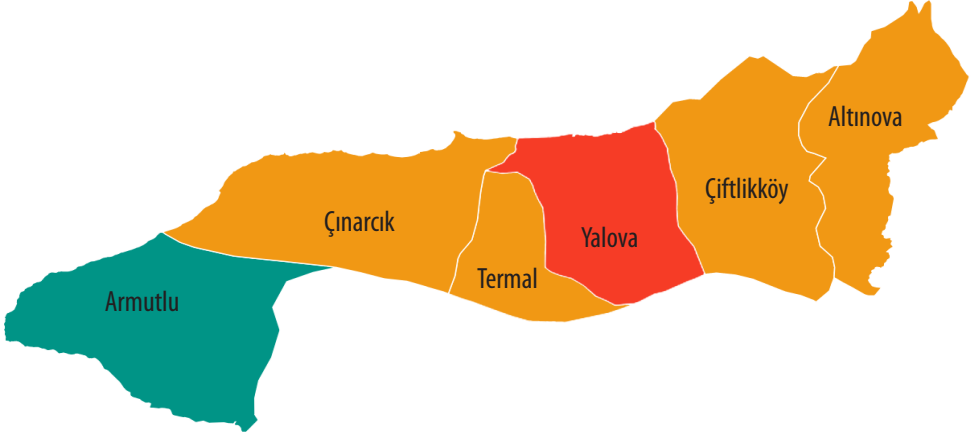 Altınova
Çiftlikköy
Çınarcık
Yalova
Termal
Armutlu